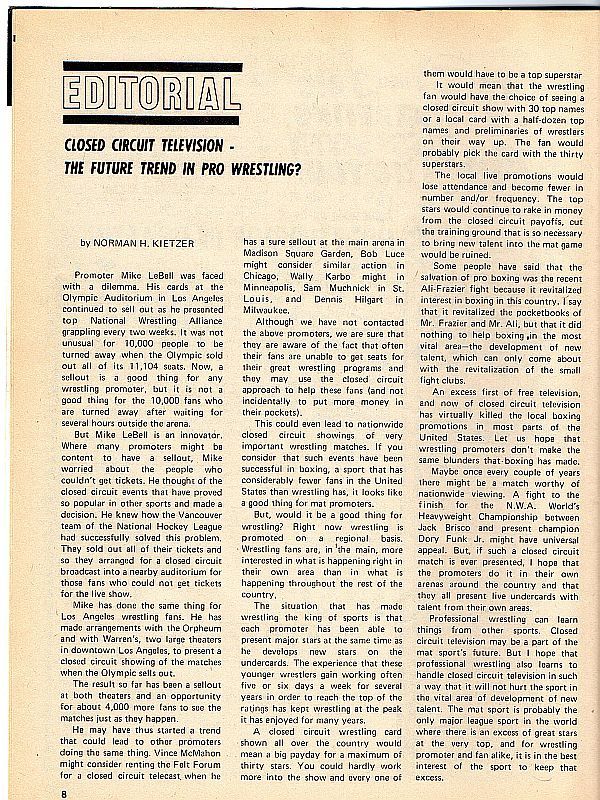 EDITORIAL
CLOSED CIRCUIT TELEVISION -
THE FUTURE TREND IN PRO WRESTLING?
by NORMAN H. KIETZER
Promoter Mike LeBell was faced
with a dilemma. His cards at the
Olympic Auditorium in Los Angeles
continued to sell out as he presented
top National Wrestling Alliance
grappling every two weeks. It was not
unusual for 10,000 people to be
turned away when the Olympic sold
out all of its 11,104 seats. Now, a
sellout is a good thing for any
wrestling promoter, but it is not a
good thing for the 10,000 fans who
are turned away after waiting for
several hours outside the arena.
But Mike LeBell is an innovator.
Where many promoters might be
content to have a sellout, Mike
worried about the people who
couldn't get tickets. He thought of the
closed circuit events that have proved
so popular in other sports and made a
decision. He knew how the Vancouver
team of the National Hockey League
had successfully solved this problem.
They sold out all of their tickets and
so they arranged for a closed circuit
broadcast into a nearby auditorium for
those fans who could not get tickets
for the live show.
Mike has done the same thing for
Los Angeles wrestling fans. He has
made arrangements with the Orpheum
and with Warren's, two large theaters
in downtown Los Angeles, to present a
closed circuit showing of the matches
when the Olympic sells out.
The result so far has been a sellout
at both theaters and an opportunity
for about 4,000 more fans to see the
matches just as they happen.
He may have thus started a trend
that could lead to other promoters
doing the same thing. Vince McMahon
might consider renting the Felt Forum
for a closed circuit telecast when he
has a sure sellout at the main arena in
Madison Square Garden, Bob Luce
might consider similar action in
Chicago, Wally Karbo might in
Minneapolis, Sam Muchnick in St.
Louis, and Dennis Hilgart in
Milwaukee.
Although we have not contacted
the above promoters, we are sure that
they are aware of the fact that often
their fans are unable to get seats for
their great wrestling programs and
they may use the closed circuit
approach to help these fans (and not
incidentally to put more money in
their pockets).
This could even lead to nationwide
closed circuit showings of very
important wrestling matches. If you
consider that such events have been
successful in boxing, a sport that has
considerably fewer fans in the United
States than wrestling has, it looks like
a good thing for mat promoters.
But, would it be a good thing for
wrestling? Right now wrestling is
promoted on a regional basis.
Wrestling fans are, in the main, more
interested in what is happening right in
their own area than in what is
happening throughout the rest of the
country.
The situation that has made
wrestling the king of sports is that
each promoter has been able to
present major stars at the same time as
he develops new stars on the
undercards. The experience that these
younger wrestlers gain working often
five or six days a week for several
years in order to reach the top of the
ratings has kept wrestling at the peak
it has enjoyed for many years.
A closed circuit wrestling card
shown all over the country would
mean a big payday for a maximum of
thirty stars. You could hardly work
more into the show and every one of
them would have to be a top superstar
It would mean that the wrestling
fan would have the choice of seeing a
closed circuit show with 30 top names
or a local card with a half-dozen top
names and preliminaries of wrestlers
on their way up. The fan would
probably pick the card with the thirty
superstars.
The local live promotions would
lose attendance and become fewer in
number and/or frequency. The top
stars would continue to rake in money
from the closed circuit payoffs, cut
the training ground that is so necessary
to bring new talent into the mat game
would be ruined.
Some people have said that the
salvation of pro boxing was the recent
Ali-Frazier fight because it revitalized
interest in boxing in this country. I say
that it revitalized the pocketbooks of
Mr. Frazier and Mr. Ali, but that it did
nothing to help boxing in the most
vital area—the development of new
talent, which can only come about
with the revitalization of the small
fight clubs.
An excess first of free television,
and now of closed circuit television
has virtually killed the local boxing
promotions in most parts of the
United States. Let us hope that
wrestling promoters don't make the
same blunders that boxing has made.
Maybe once every couple of years
there might be a match worthy of
nationwide viewing. A fight to the
finish for the N.W.A. World's
Heavyweight Championship between
Jack Brisco and present champion
Dory Funk Jr. might have universal
appeal. But, if such a closed circuit
match is ever presented, I hope that
the promoters do it in their own
arenas around the country and that
they all present live undercards with
talent from their own areas.
Professional wrestling can learn
things from other sports. Closed
circuit television may be a part of the
mat sport's future. But I hope that
professional wrestling also learns to
handle closed circuit television in such
a way that it will not hurt the sport in
the vital area of development of new
talent. The mat sport is probably the
only major league sport in the world
where there is an excess of great stars
at the very top, and for wrestling
promoter and fan alike, it is in the best
interest of the sport to keep that
excess.
8